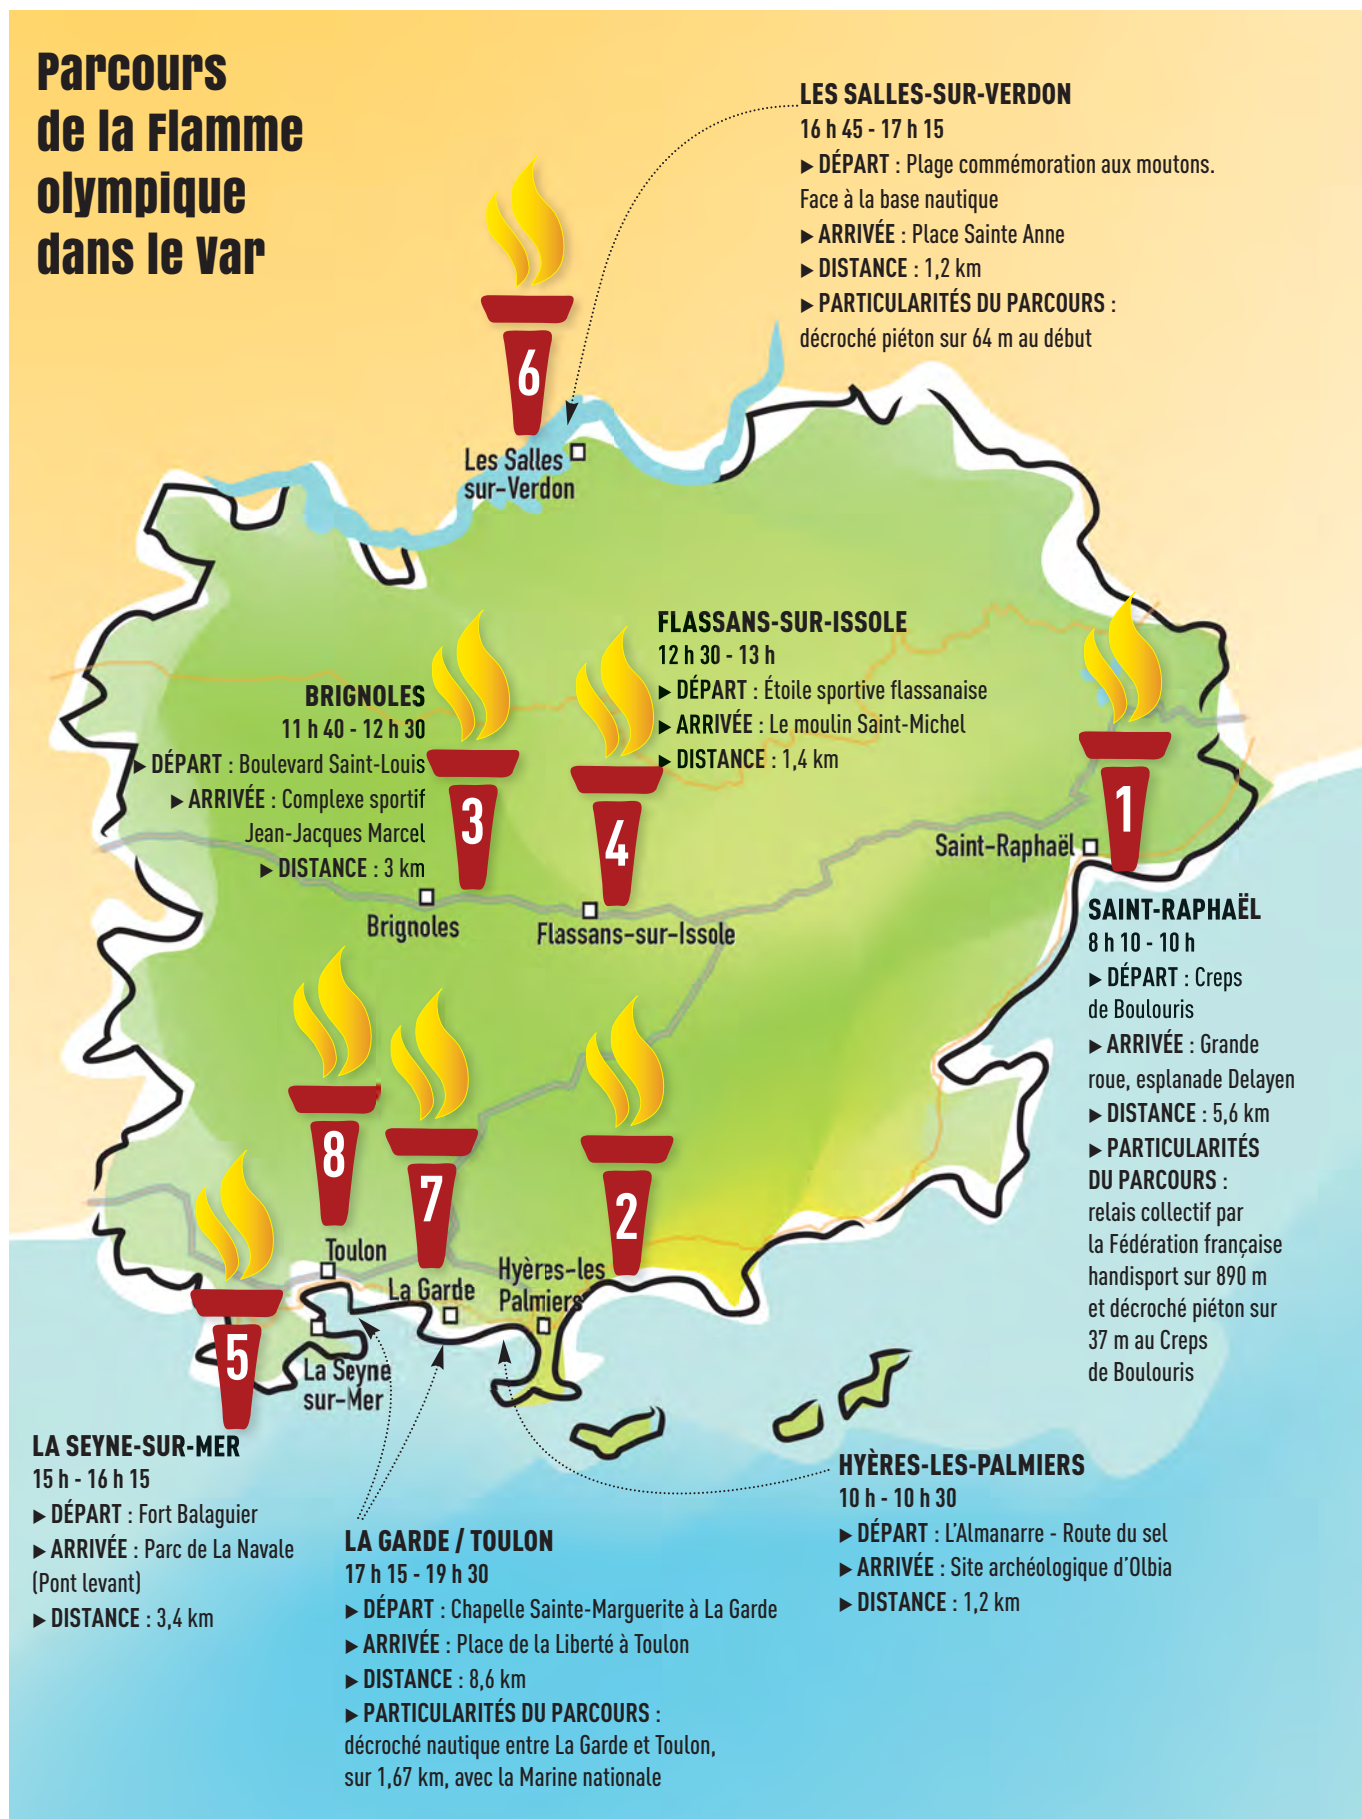 Parcours
de la Flamme
olympique
dans le Var
LES SALLES-SUR-VERDON
16 h 45 - 17 h 15
▶ DÉPART : Plage commémoration aux moutons.
Face à la base nautique
▶ ARRIVÉE : Place Sainte Anne
▶ DISTANCE : 1,2 km
▶ PARTICULARITÉS DU PARCOURS :
décroché piéton sur 64 m au début
6
Les Salles
sur-Verdon
FLASSANS-SUR-ISSOLE
12 h 30 - 13 h
▶ DÉPART : Étoile sportive flassanaise
▶ ARRIVÉE : Le moulin Saint-Michel
▶ DISTANCE : 1,4 km
BRIGNOLES
11 h 40 - 12 h 30
▶ DÉPART : Boulevard Saint-Louis
▶ ARRIVÉE : Complexe sportif
Jean-Jacques Marcel
▶ DISTANCE : 3 km
3
4
1
Saint-Raphaël
Brignoles
Flassans-sur-Issole
SAINT-RAPHAËL
8 h 10 - 10 h
▶ DÉPART : Creps
de Boulouris
▶ ARRIVÉE : Grande
roue, esplanade Delayen
▶ DISTANCE : 5,6 km
▶ PARTICULARITÉS
DU PARCOURS :
relais collectif par
la Fédération française
handisport sur 890 m
et décroché piéton sur
37 m au Creps
de Boulouris
8
7
2
5
Toulon
La Garde
Hyères-les
Palmiers
La Seyne
sur-Mer
LA SEYNE-SUR-MER
15 h - 16 h 15
▶ DÉPART : Fort Balaguier
▶ ARRIVÉE : Parc de La Navale
(Pont levant)
▶ DISTANCE : 3,4 km
LA GARDE / TOULON
17 h 15 - 19 h 30
▶ DÉPART : Chapelle Sainte-Marguerite à La Garde
▶ ARRIVÉE : Place de la Liberté à Toulon
▶ DISTANCE : 8,6 km
▶ PARTICULARITÉS DU PARCOURS :
décroché nautique entre La Garde et Toulon,
sur 1,67 km, avec la Marine nationale
HYÈRES-LES-PALMIERS
10 h - 10 h 30
▶ DÉPART : L'Almanarre - Route du sel
▶ ARRIVÉE : Site archéologique d'Olbia
▶ DISTANCE : 1,2 km